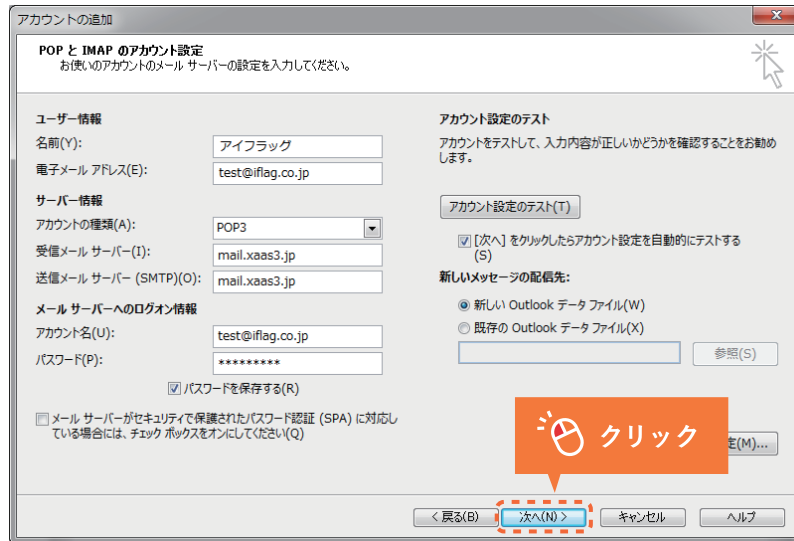 アカウントの追加
POP と IMAP のアカウント設定
お使いのアカウントのメール サーバーの設定を入力してください。
ユーザー情報
名前(Y):
アイフラッグ
電子メール アドレス(E):
test@iflag.co.jp
サーバー情報
アカウントの種類(A):
POP3
受信メール サーバー(I):
mail.xaas3.jp
送信メール サーバー (SMTP)(O):
mail.xaas3.jp
メール サーバーへのログオン情報
アカウント名(U):
test@iflag.co.jp
パスワード(P):
*********
パスワードを保存する(R)
メール サーバーがセキュリティで保護されたパスワード認証 (SPA) に対応し
ている場合には、チェック ボックスをオンにしてください(Q)
アカウント設定のテスト
アカウントをテストして、入力内容が正しいかどうかを確認することをお勧め
します。
アカウント設定のテスト(T)
[次へ] をクリックしたらアカウント設定を自動的にテストする
(S)
新しいメッセージの配信先:
新しい Outlook データ ファイル(W)
既存の Outlook データ ファイル(X)
参照(S)
クリック
定(M)...
< 戻る(B)
次へ(N) >
キャンセル
ヘルプ